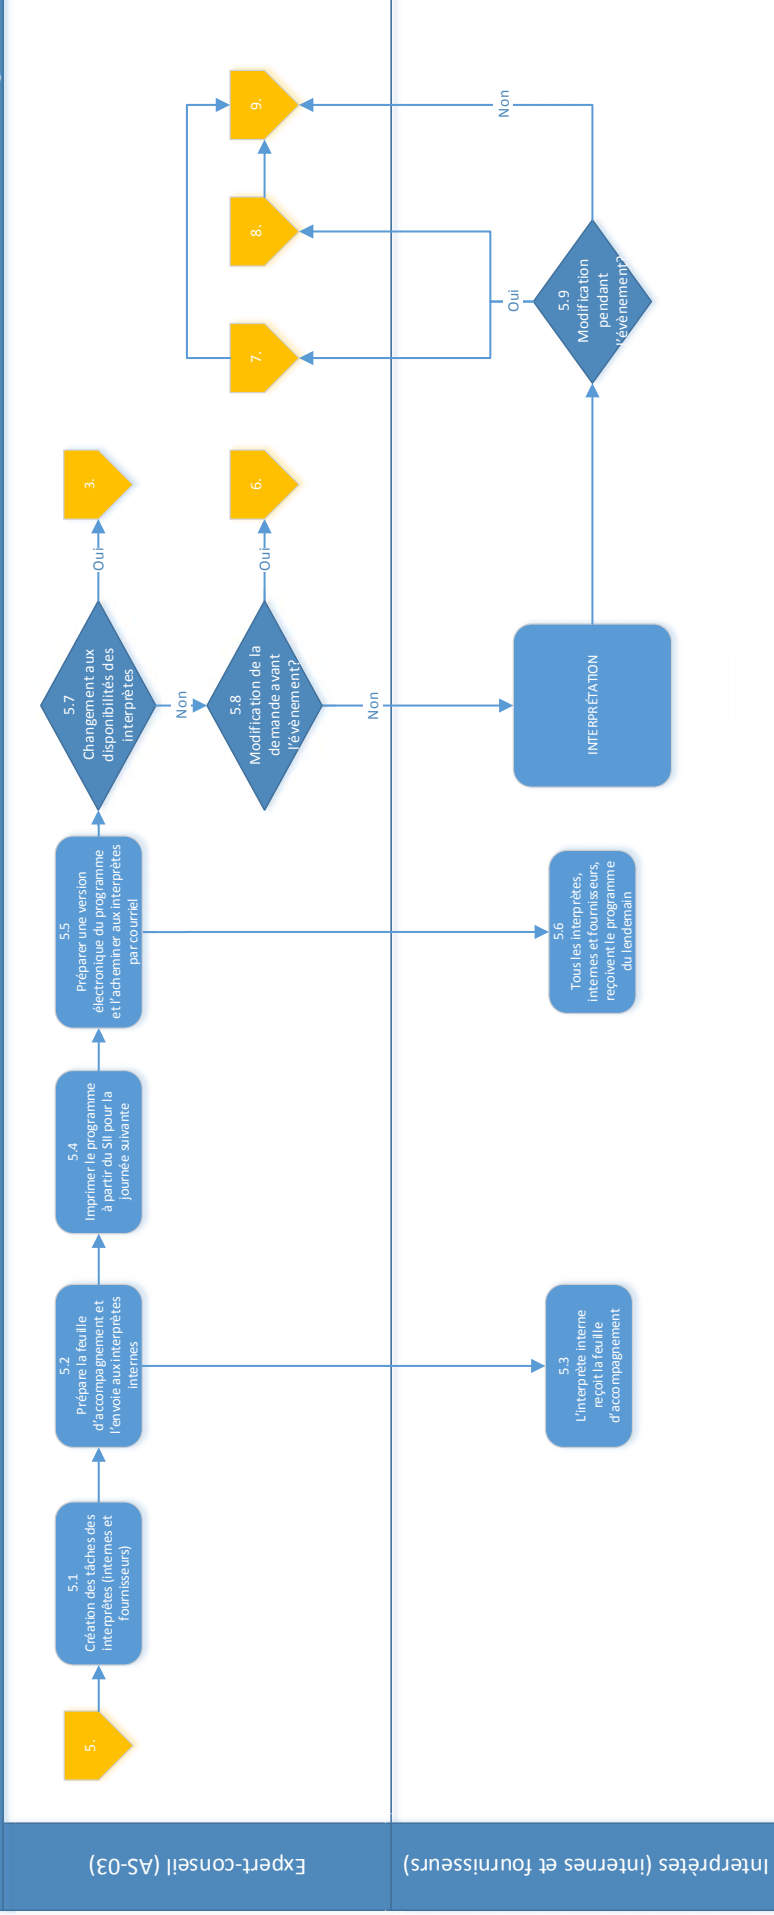 Expert-conseil (AS-03)
5.
5.1
Création des tâches des
interprêtes (internes et
fournisseurs)
5.2
Prépare la feuille
d’accompagnement et
l’envoie aux interprètes
internes
5.4
Imprimer le programme
à partir du SII pour la
journée suivante
5.5
Préparer une version
électronique du programme
et l’acheminer aux interprètes
par courriel
5.7
Changement aux
disponibilités des
interprètes
Oui
3.
Non
5.8
Modification de la
demande avant
l’évènement?
Oui
6.
Non
7.
8.
9.
Interprètes (internes et fournisseurs)
5.3
L’interprète interne
reçoit la feuille
d’accompagnement
5.6
Tous les interprètes,
internes et fournisseurs,
reçoivent le programme
du lendemain
INTERPRÉTATION
5.9
Modification
pendant
l’évènement?
Oui
Non